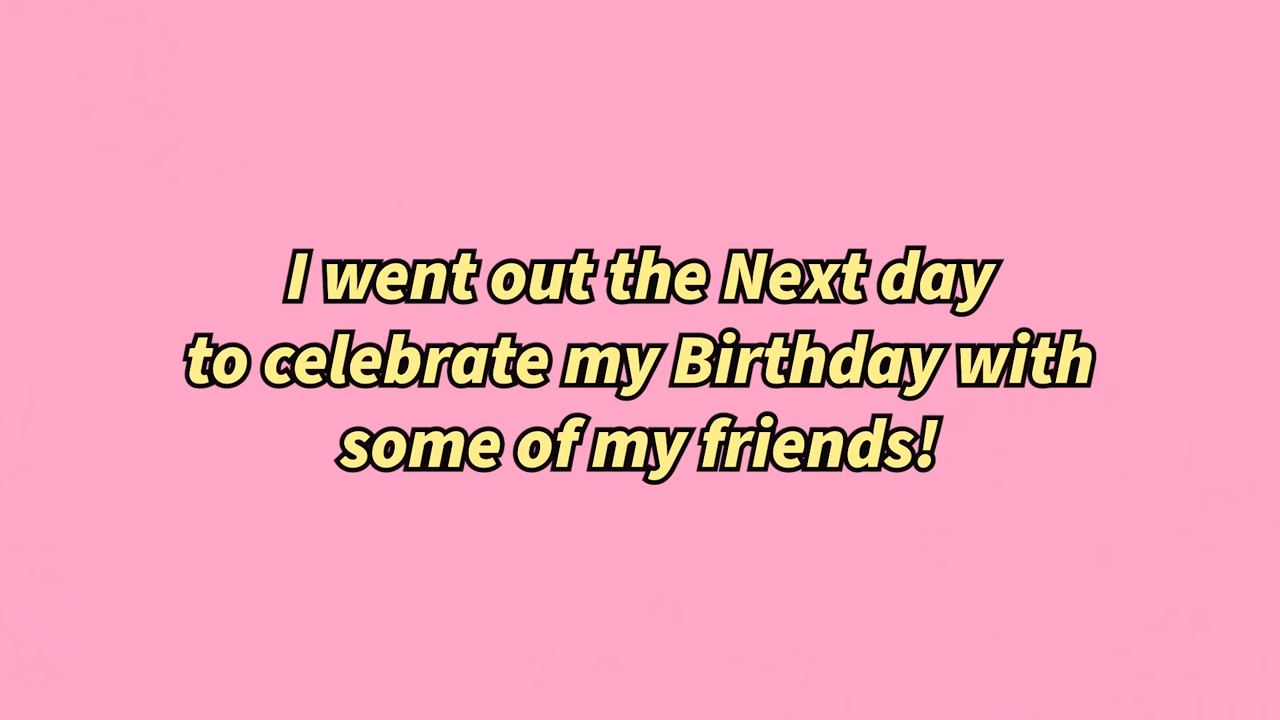 I went out the Next day
to celebrate my Birthday with
some of my friends!